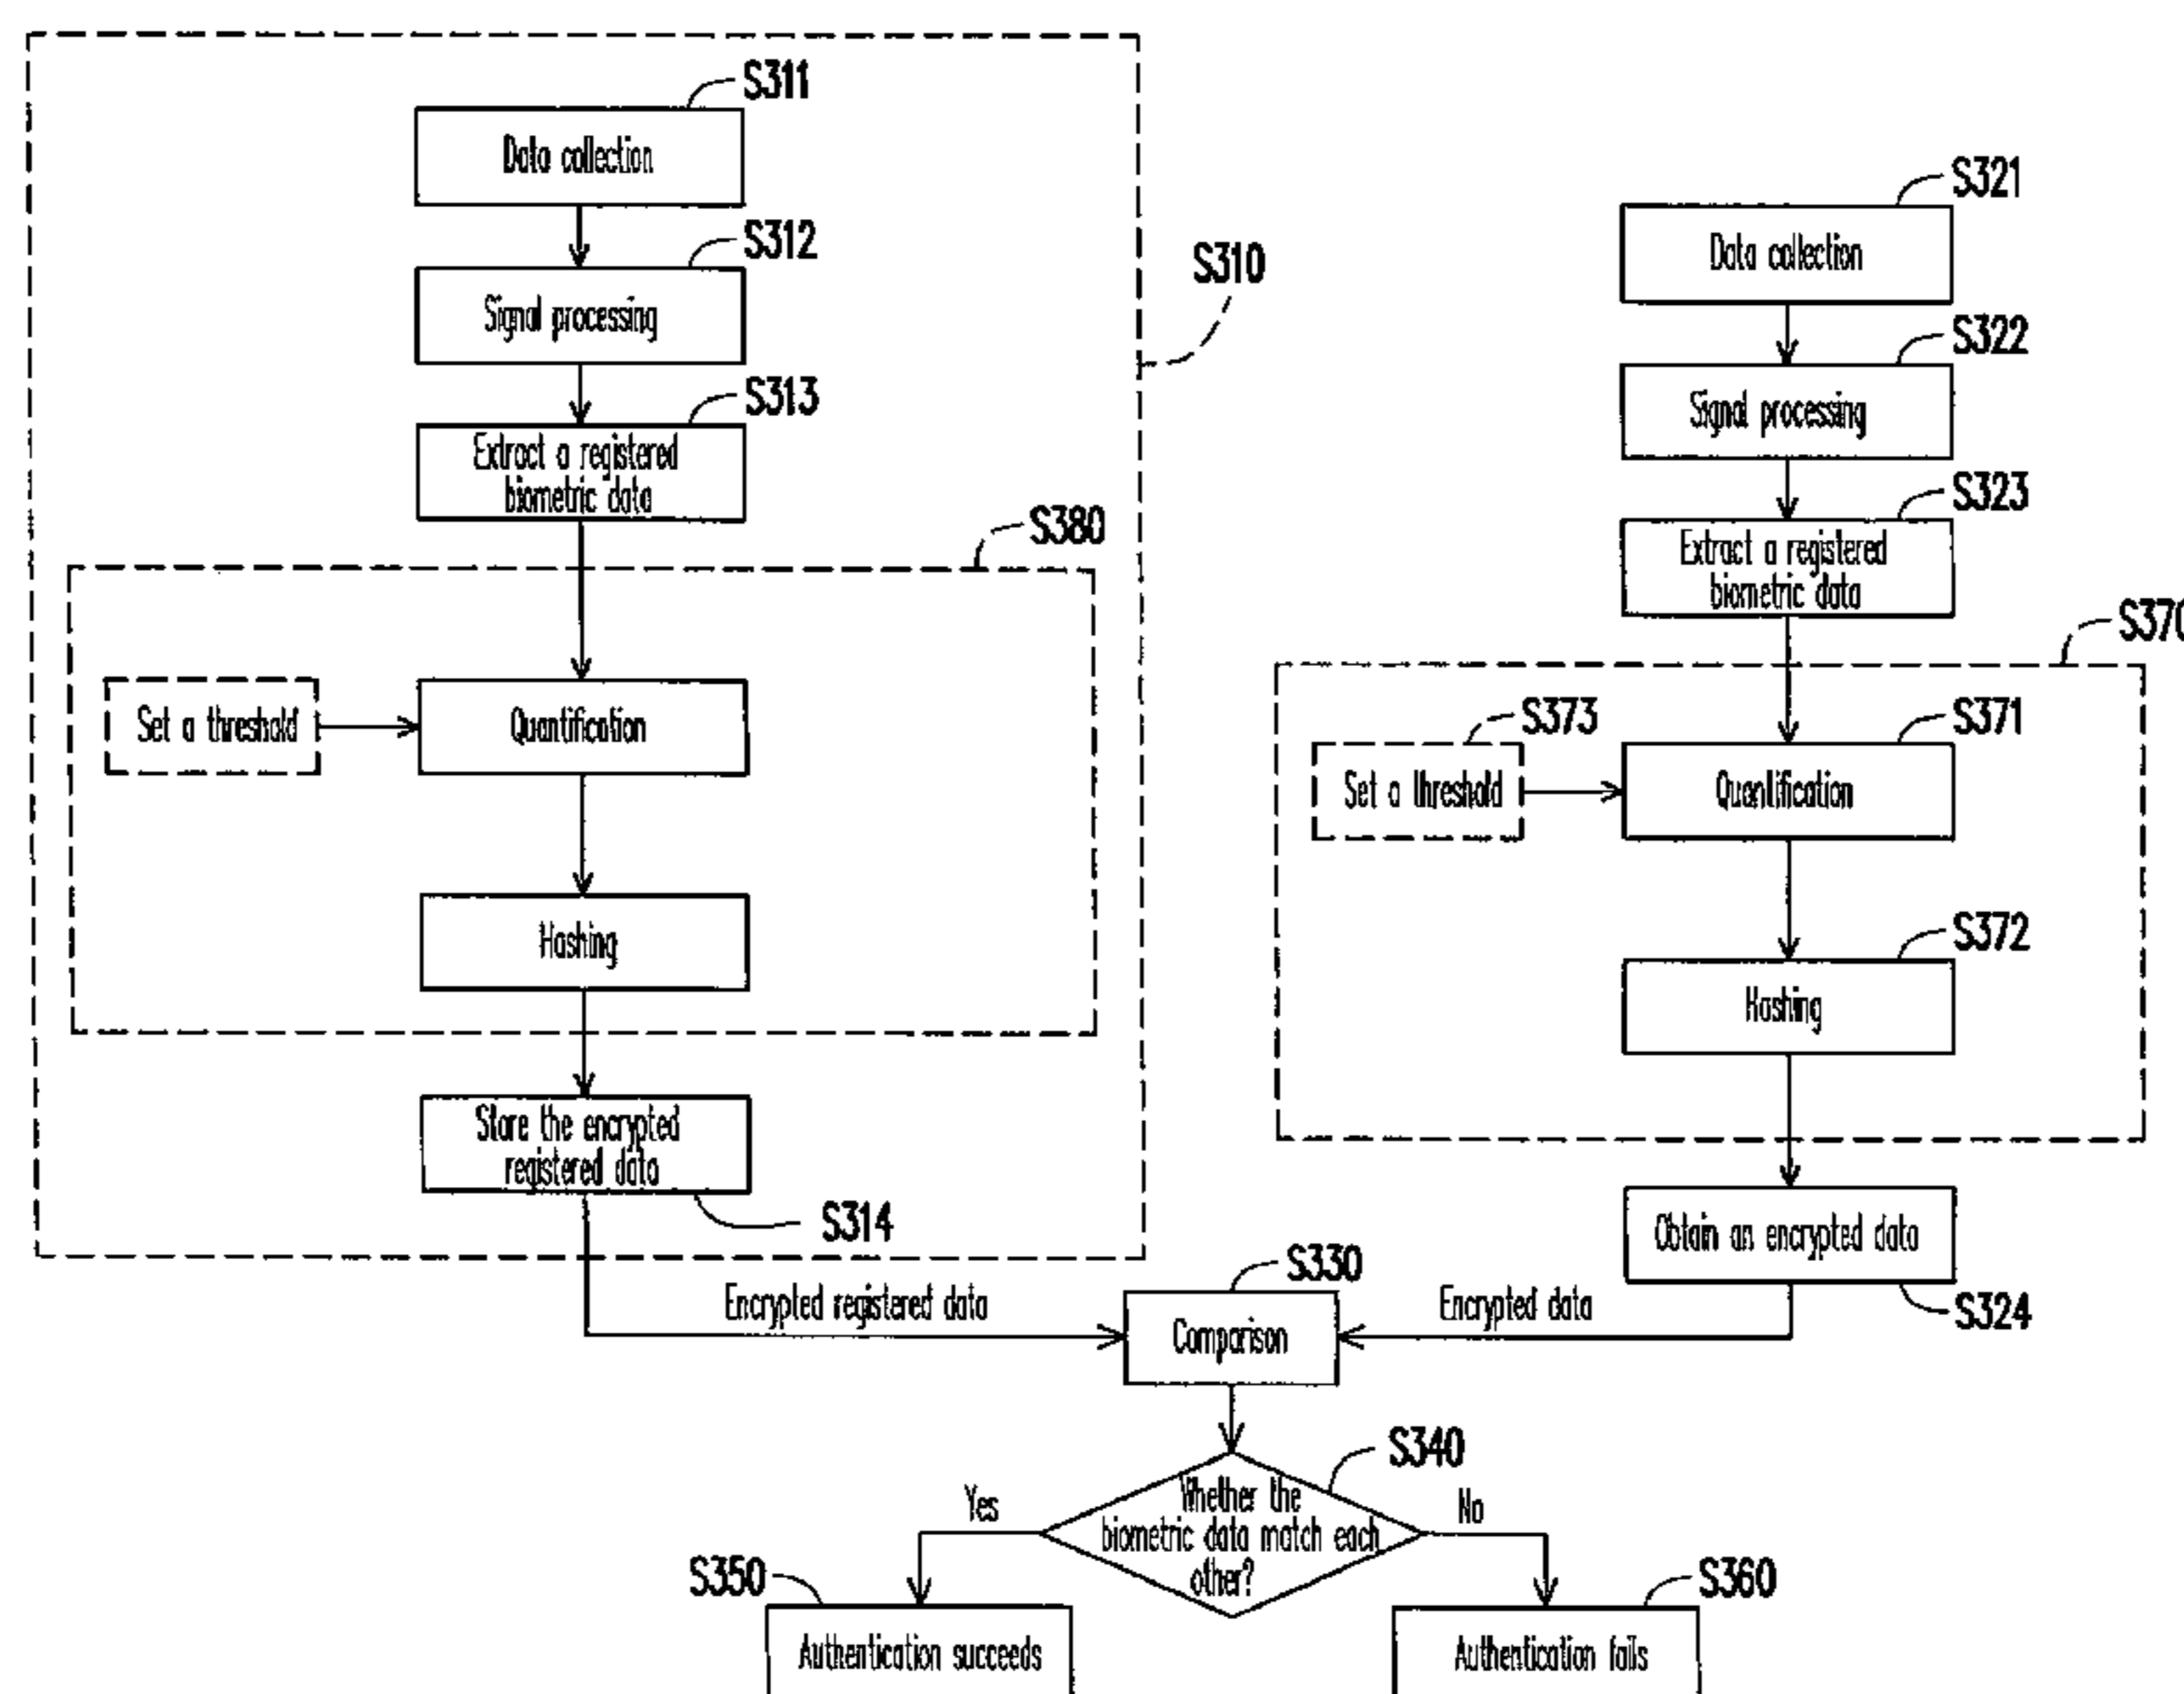 S311
Data collection
S312
Signal processing
S313
Extract a registered
biometric data
S310
S380
Set a threshold
Quantification
Hashing
Store the encrypted
registered data
S314
S321
Data collection
S322
Signal processing
S323
Extract a registered
biometric data
S370
S373
Set a threshold
S371
Quantification
S372
Hashing
Obtain an encrypted data
S324
Encrypted registered data
S330
Comparison
Encrypted data
S340
Whether the
biometric data match each
other?
Yes
No
S350
Authentication succeeds
S360
Authentication fails